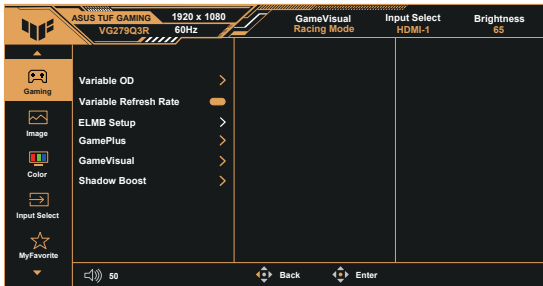 ASUS TUF GAMING 1920 x 1080
VG279Q3R 60Hz
GameVisual
Racing Mode
Input Select
HDMI-1
Brightness
65
Gaming
Image
Color
Input Select
MyFavorite
Variable OD
Variable Refresh Rate
ELMB Setup
GamePlus
GameVisual
Shadow Boost
50
Back
Enter